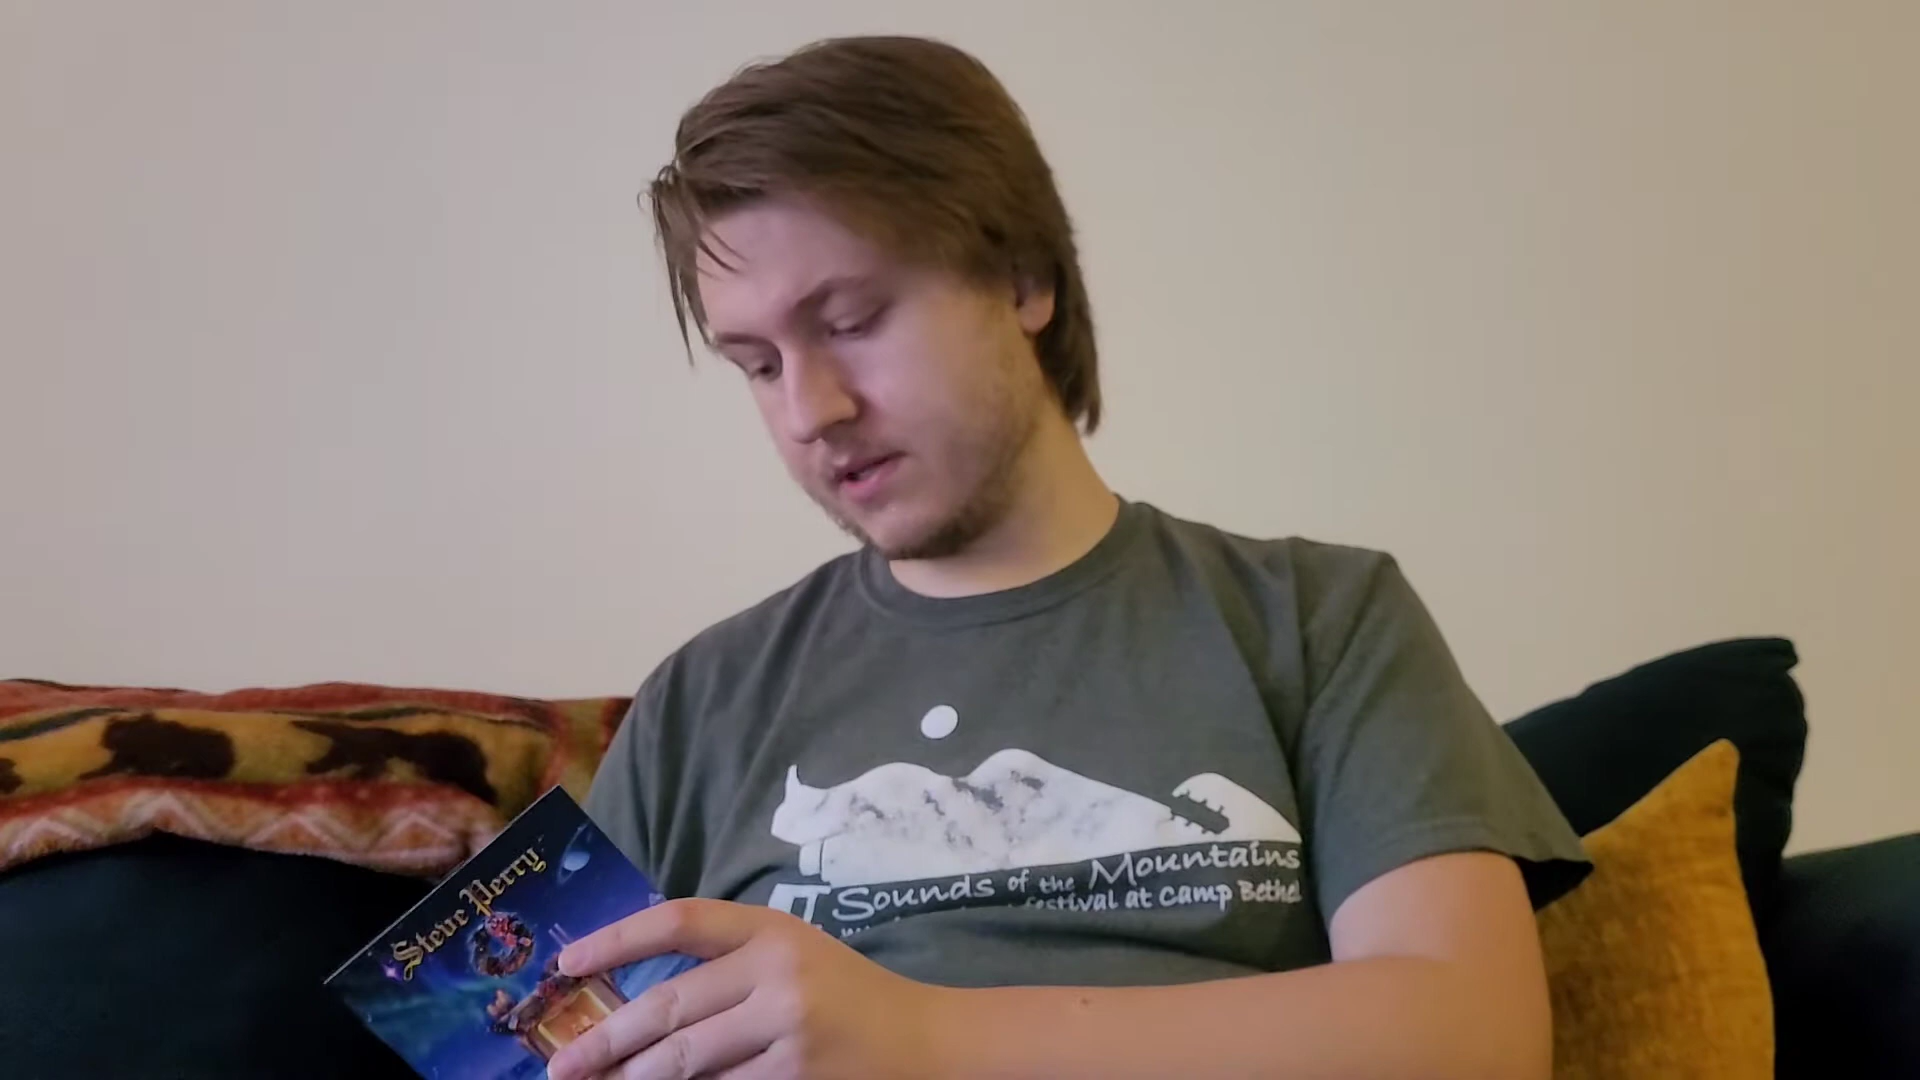 Steve Perry
Sounds of the Mountains
festival at Camp Bethel